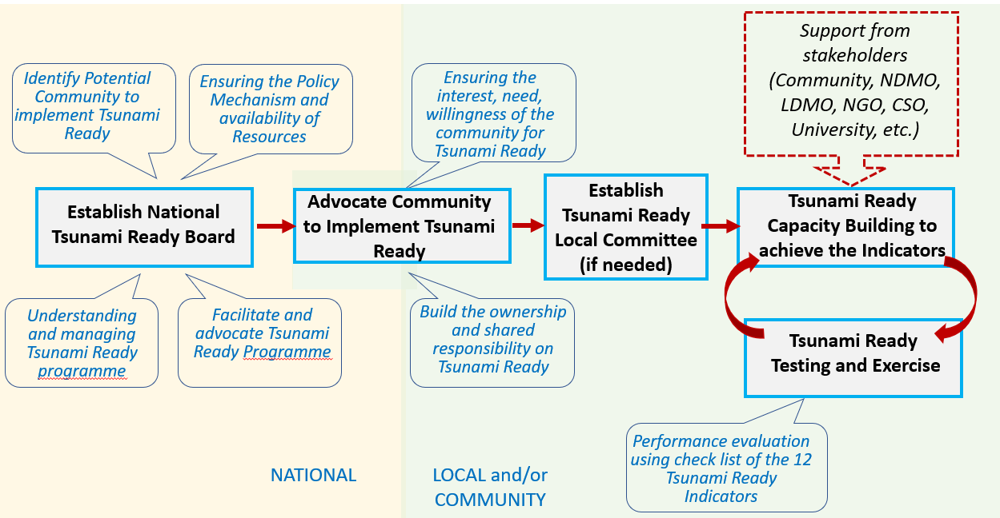 Identify Potential
Community to
implement Tsunami
Ready
Ensuring the Policy
Mechanism and
availability of
Resources
Ensuring the
interest, need,
willingness of the
community for
Tsunami Ready
Support from
stakeholders
(Community, NDMO,
LDMO, NGO, CSO,
University, etc.)
Establish National
Tsunami Ready Board
Advocate Community
to Implement Tsunami
Ready
Establish
Tsunami Ready
Local Committee
(if needed)
Tsunami Ready
Capacity Building to
achieve the Indicators
Understanding
and managing
Tsunami Ready
programme
Facilitate and
advocate Tsunami
Ready Programme
Build the ownership
and shared
responsibility on
Tsunami Ready
Tsunami Ready
Testing and Exercise
Performance evaluation
using check list of the 12
Tsunami Ready
Indicators
NATIONAL
LOCAL and/or
COMMUNITY